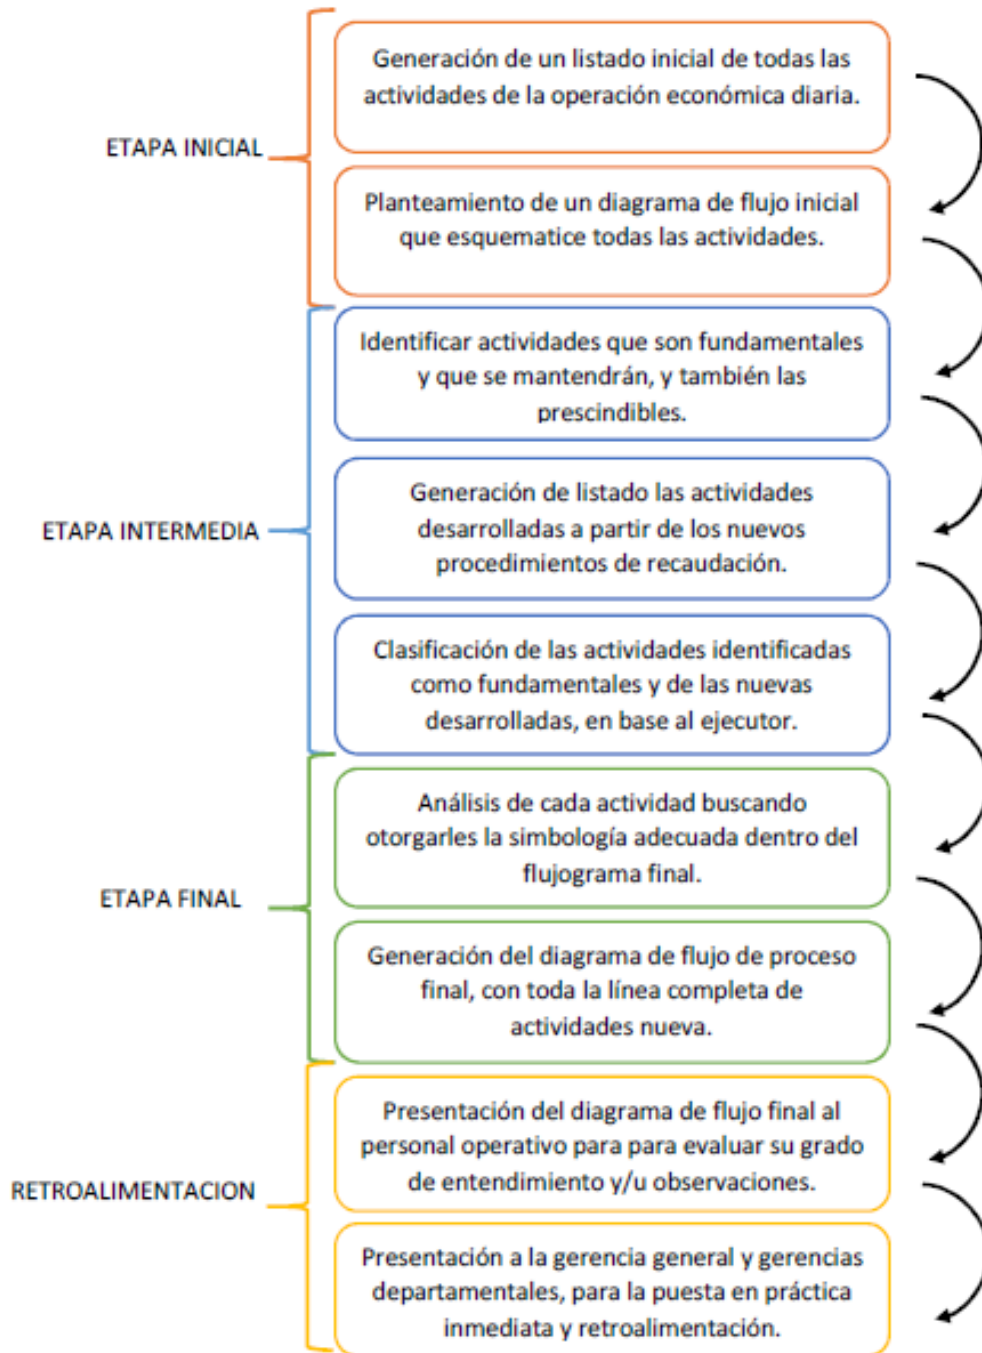 Generación de un listado inicial de todas las
actividades de la operación económica diaria.
ETAPA INICIAL
Planteamiento de un diagrama de flujo inicial
que esquematice todas las actividades.
Identificar actividades que son fundamentales
y que se mantendrán, y también las
prescindibles.
Generación de listado las actividades
desarrolladas a partir de los nuevos
procedimientos de recaudación.
ETAPA INTERMEDIA
Clasificación de las actividades identificadas
como fundamentales y de las nuevas
desarrolladas, en base al ejecutor.
Análisis de cada actividad buscando
otorgarles la simbología adecuada dentro del
flujograma final.
ETAPA FINAL
Generación del diagrama de flujo de proceso
final, con toda la línea completa de
actividades nueva.
Presentación del diagrama de flujo final al
personal operativo para para evaluar su grado
de entendimiento y/u observaciones.
RETROALIMENTACION
Presentación a la gerencia general y gerencias
departamentales, para la puesta en práctica
inmediata y retroalimentación.